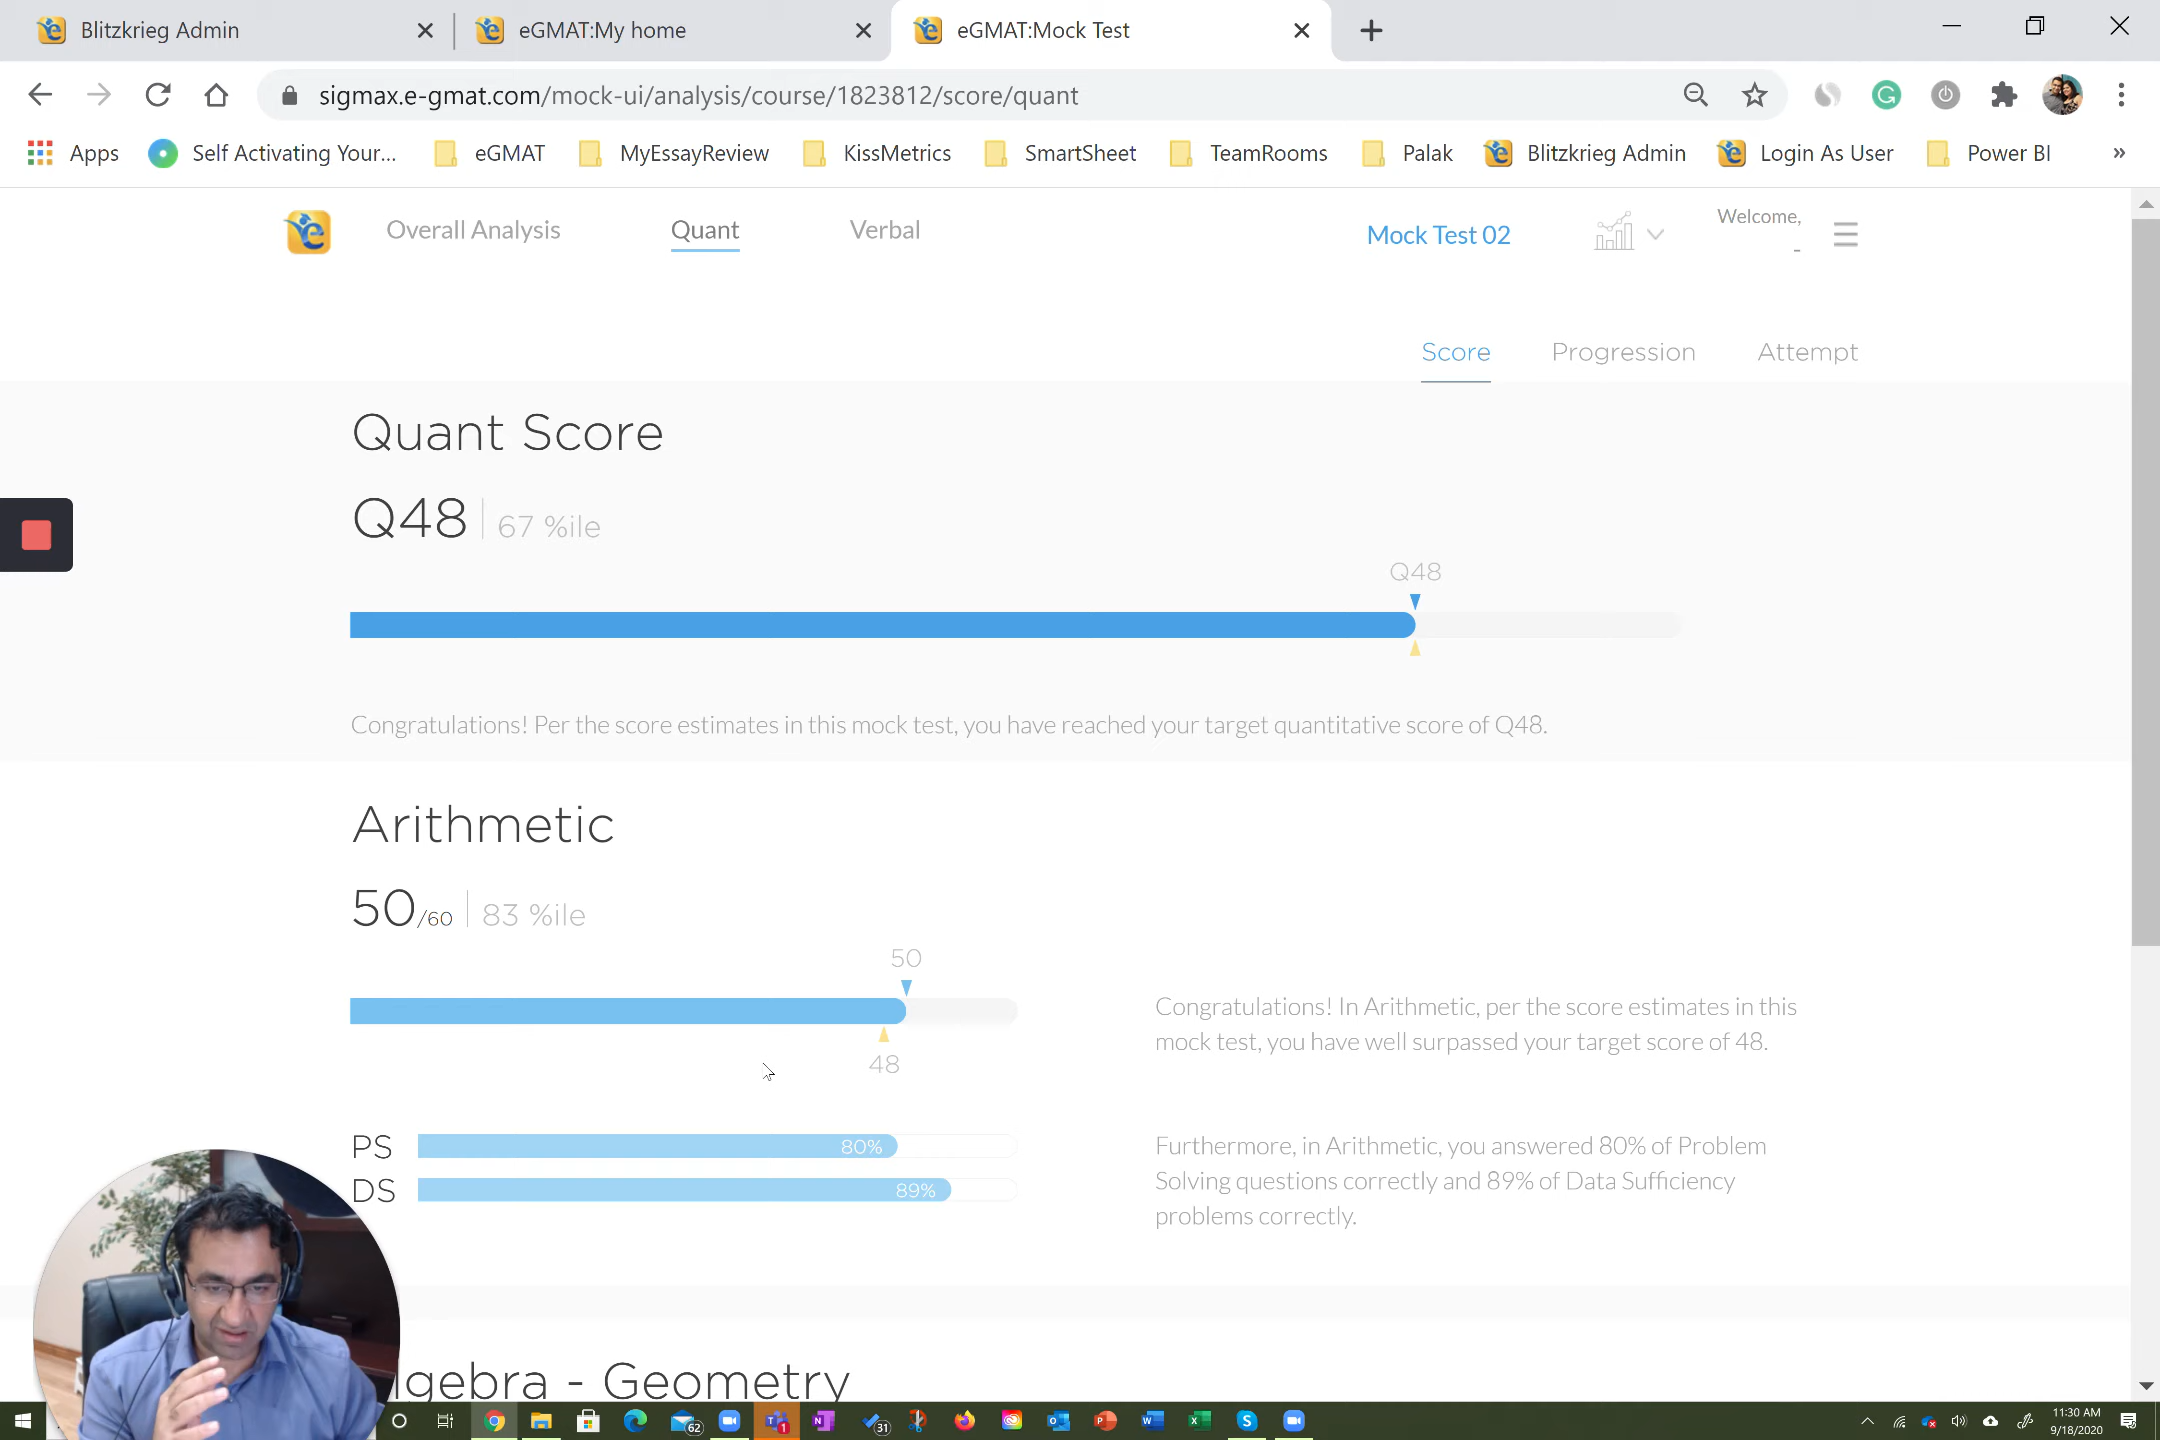 Blitzkrieg Admin
eGMAT:My home
eGMAT:Mock Test
sigmax.e-gmat.com/mock-ui/analysis/course/1823812/score/quant
Apps
Self Activating Your...
eGMAT
MyEssayReview
KissMetrics
SmartSheet
TeamRooms
Palak
Blitzkrieg Admin
Login As User
Power BI
»
Overall Analysis
Quant
Verbal
Mock Test 02
Welcome,
-
Score
Progression
Attempt
Quant Score
Q48 | 67 %ile
Q48
Congratulations! Per the score estimates in this mock test, you have reached your target quantitative score of Q48.
Arithmetic
50/60 | 83 %ile
50
48
Congratulations! In Arithmetic, per the score estimates in this
mock test, you have well surpassed your target score of 48.
PS 80%
DS 89%
Furthermore, in Arithmetic, you answered 80% of Problem
Solving questions correctly and 89% of Data Sufficiency
problems correctly.
lgebra - Geometry
62
1
31
11:30 AM
9/18/2020